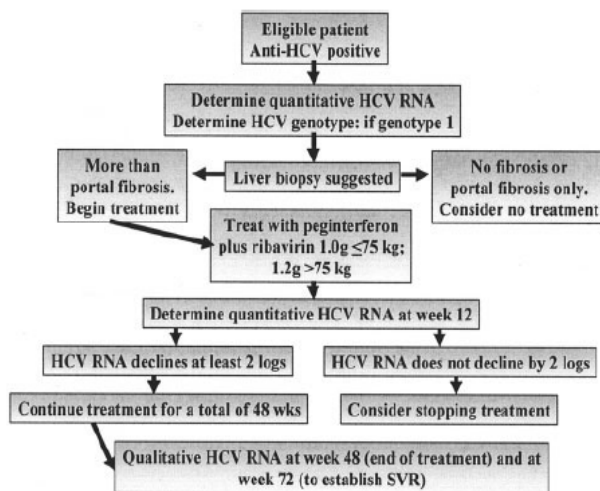 Eligible patient
Anti-HCV positive
Determine quantitative HCV RNA
Determine HCV genotype: if genotype 1
More than
portal fibrosis.
Begin treatment
Liver biopsy suggested
No fibrosis or
portal fibrosis only.
Consider no treatment
Treat with peginterferon
plus ribavirin 1.0g ≤75 kg;
1.2g >75 kg
Determine quantitative HCV RNA at week 12
HCV RNA declines at least 2 logs
HCV RNA does not decline by 2 logs
Continue treatment for a total of 48 wks
Consider stopping treatment
Qualitative HCV RNA at week 48 (end of treatment) and at
week 72 (to establish SVR)